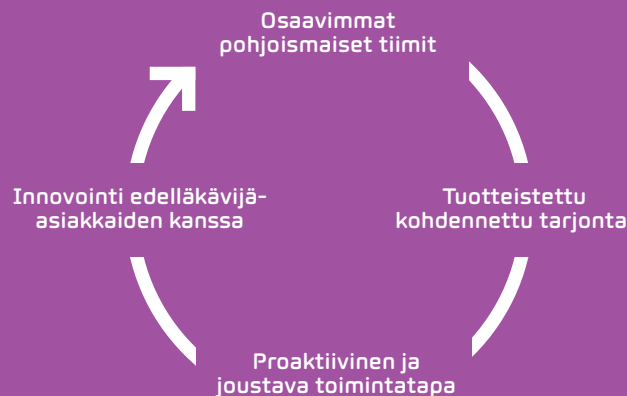 Osaavimmat
pohjoismaiset tiimit
Innovointi edelläkävijä-
asiakkaiden kanssa
Tuotteistettu
kohdennettu tarjonta
Proaktiivinen ja
joustava toimintatapa